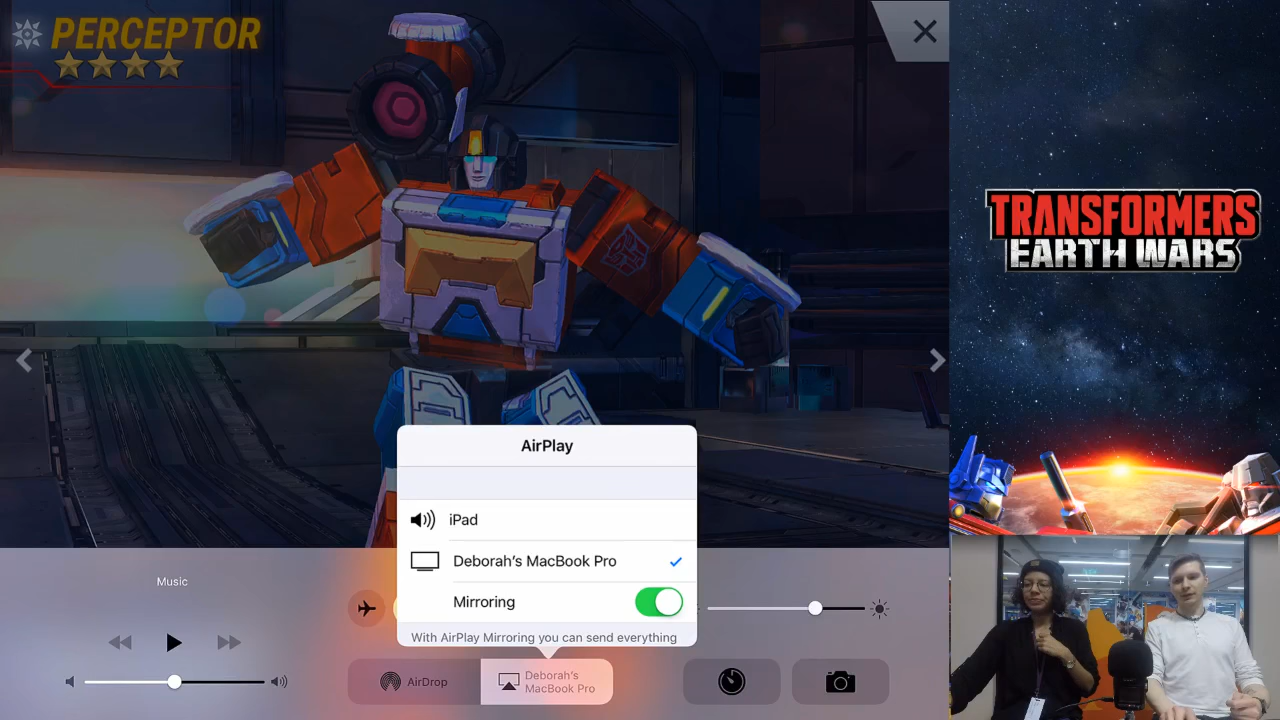 PERCEPTOR
TRANSFORMERS
EARTH WARS
AirPlay
iPad
Deborah's MacBook Pro
Mirroring
With AirPlay Mirroring you can send everything
Music
AirDrop
Deborah's
MacBook Pro